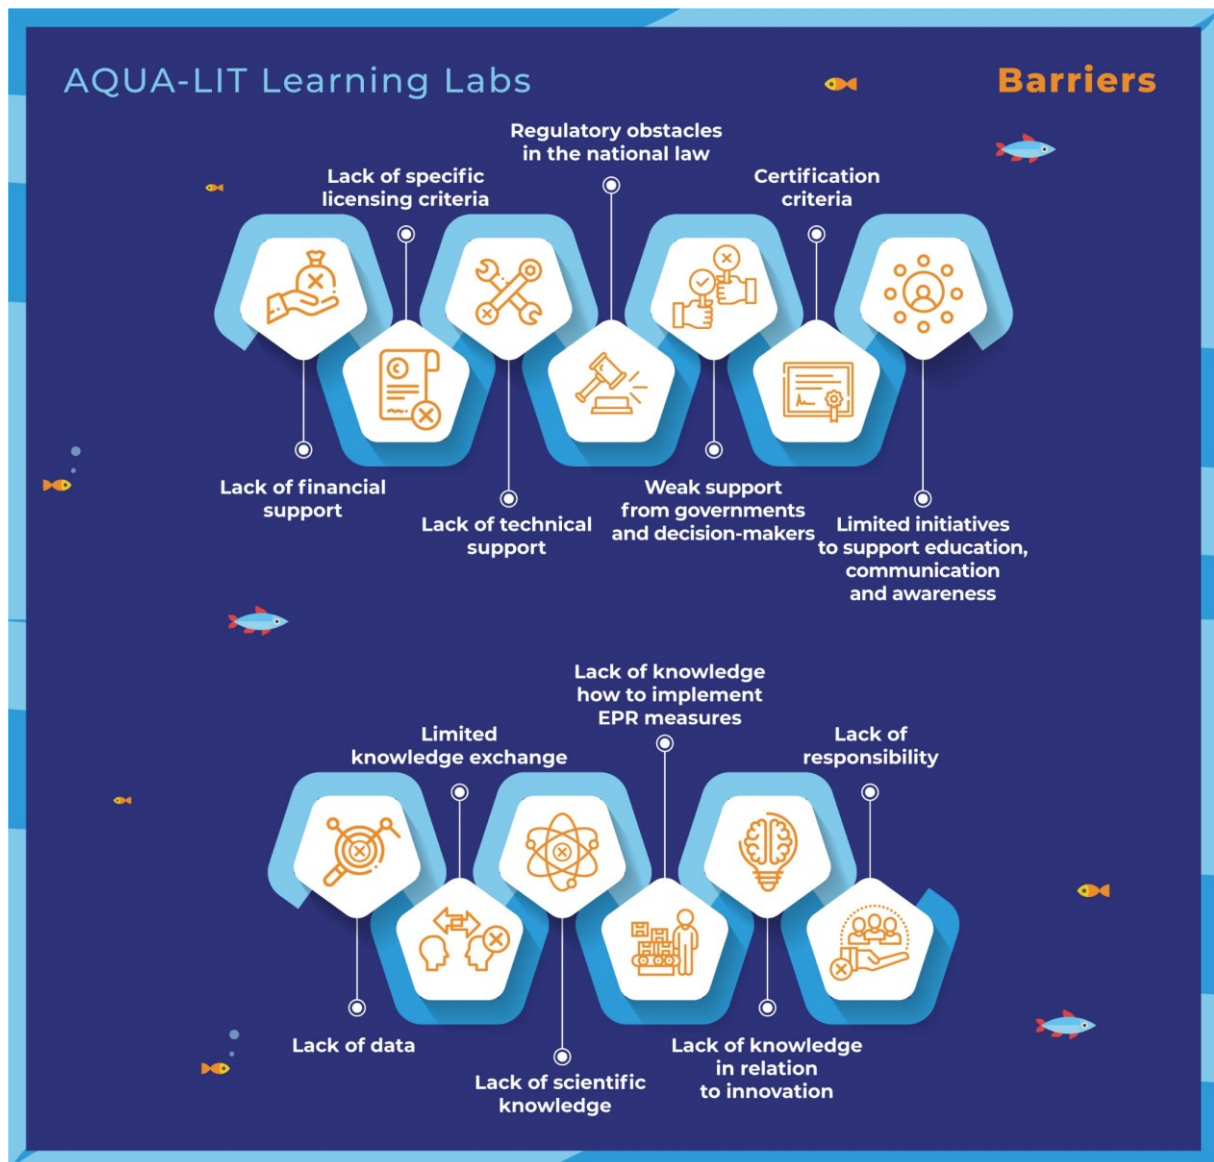 AQUA-LIT Learning Labs
Barriers
Regulatory obstacles
in the national law
Lack of specific
licensing criteria
Certification
criteria
Lack of financial
support
Lack of technical
support
Weak support
from governments
and decision-makers
Limited initiatives
to support education,
communication
and awareness
Lack of knowledge
how to implement
EPR measures
Limited
knowledge exchange
Lack of
responsibility
Lack of data
Lack of scientific
knowledge
Lack of knowledge
in relation
to innovation